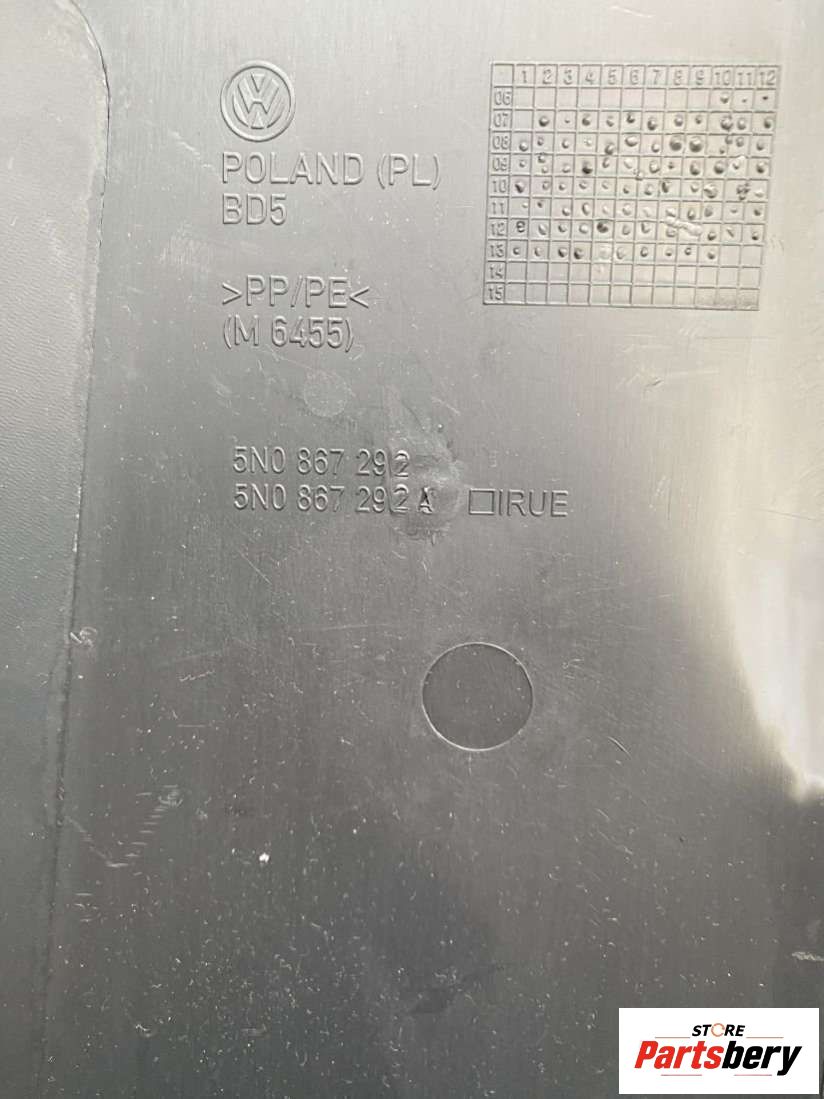 VW
POLAND (PL)
BD5
>PP/PE<
(M 6455)
1 2 3 4 5 6 7 8 9 10 11 12
06
07
08
09
10
11
12
13
14
15
5N0 867 292
5N0 867 292 A □IRUE
STORE
Partsbery